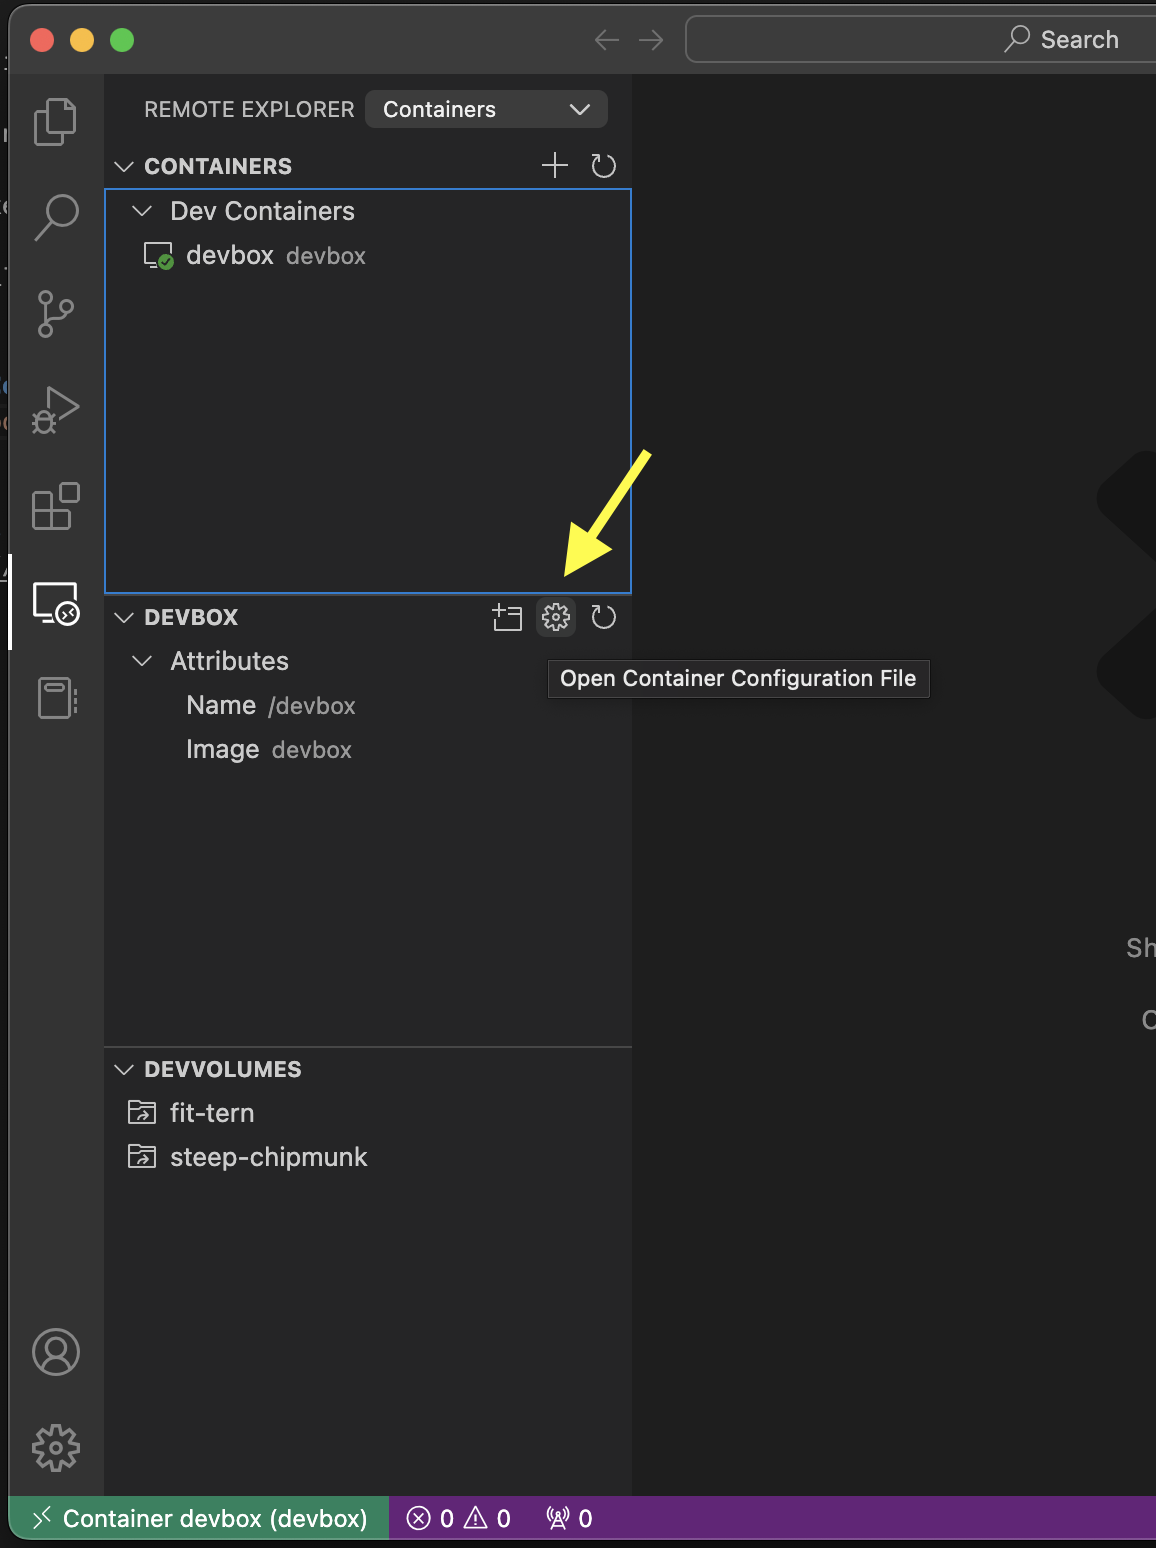 Search
REMOTE EXPLORER Containers
CONTAINERS
Dev Containers
devbox devbox
DEVBOX
Attributes
Open Container Configuration File
Name /devbox
Image devbox
Sh
DEVVOLUMES
fit-tern
steep-chipmunk
Container devbox (devbox) 0 0 0